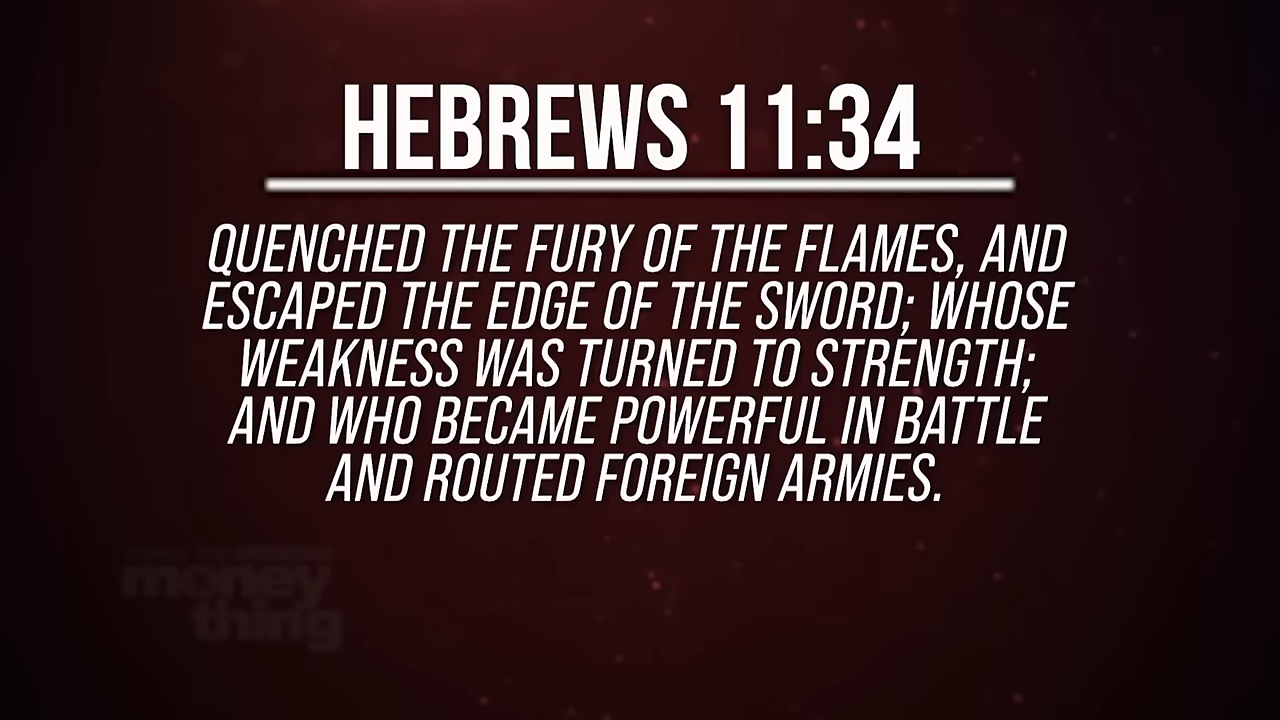 HEBREWS 11:34
QUENCHED THE FURY OF THE FLAMES, AND
ESCAPED THE EDGE OF THE SWORD; WHOSE
WEAKNESS WAS TURNED TO STRENGTH;
AND WHO BECAME POWERFUL IN BATTLE
AND ROUTED FOREIGN ARMIES.
money
thing